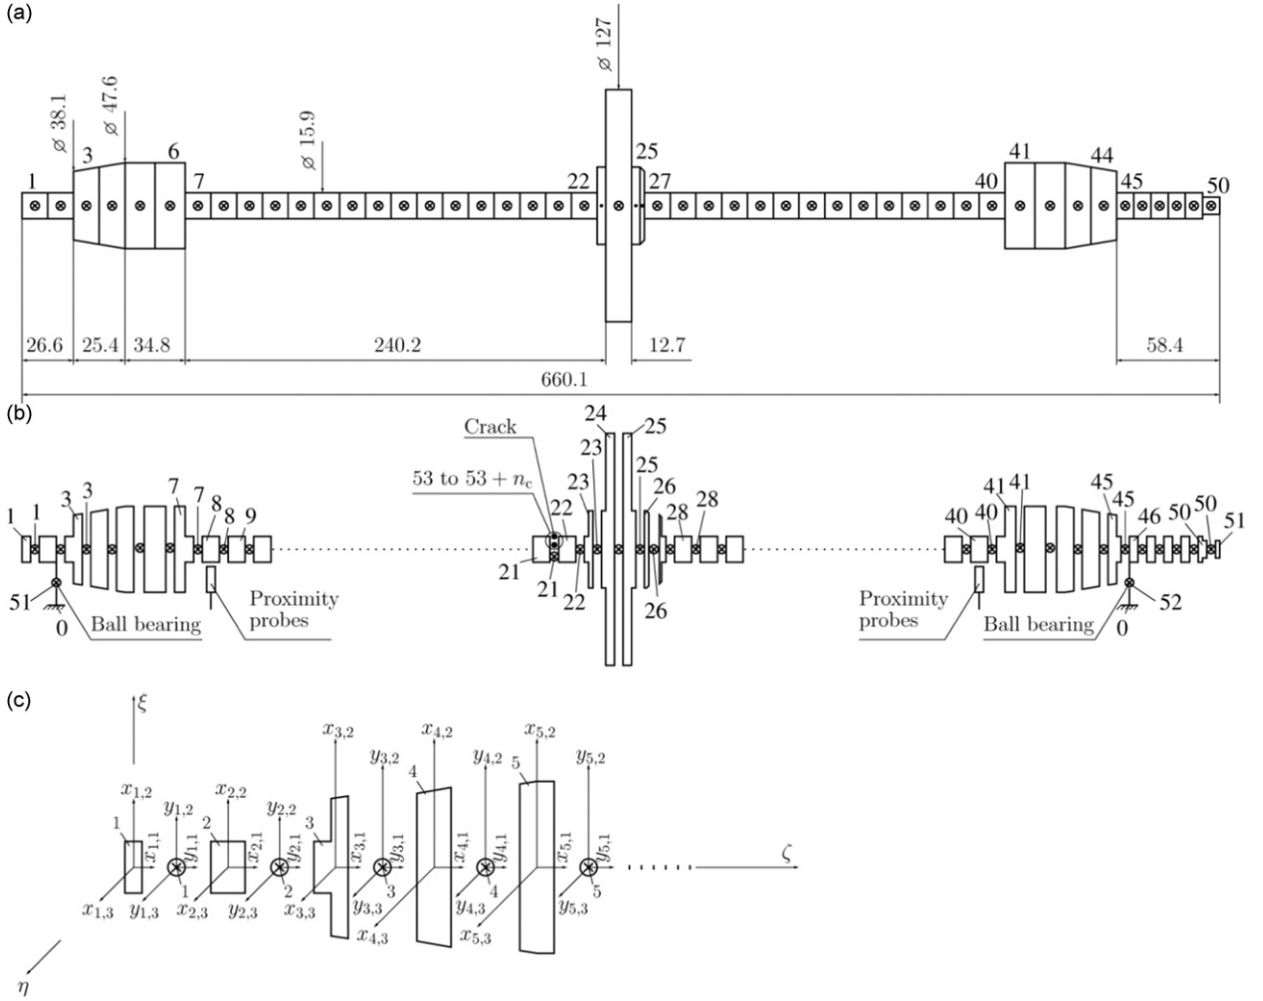 (a)
⌀ 38.1
⌀ 47.6
⌀ 15.9
⌀ 127
1
3
6
7
22
25
27
40
41
44
45
50
26.6
25.4
34.8
240.2
12.7
58.4
660.1
(b)
Crack
53 to 53 + n_c
24
25
23
25
1
1
3
3
7
7
8
8
9
23
22
26
28
28
21
21
22
26
41
41
40
40
45
45
46
50
50
51
51
0
Ball bearing
Proximity
probes
Proximity
probes
Ball bearing
0
52
(c)
ξ
x_{1,2}
y_{1,2}
x_{2,2}
y_{2,2}
x_{3,2}
y_{3,2}
x_{4,2}
y_{4,2}
x_{5,2}
y_{5,2}
1
2
3
4
5
x_{1,1}
y_{1,1}
x_{2,1}
y_{2,1}
x_{3,1}
y_{3,1}
x_{4,1}
y_{4,1}
x_{5,1}
y_{5,1}
ζ
1
2
3
4
5
x_{1,3}
y_{1,3}
x_{2,3}
y_{2,3}
x_{3,3}
y_{3,3}
x_{4,3}
y_{4,3}
x_{5,3}
y_{5,3}
η